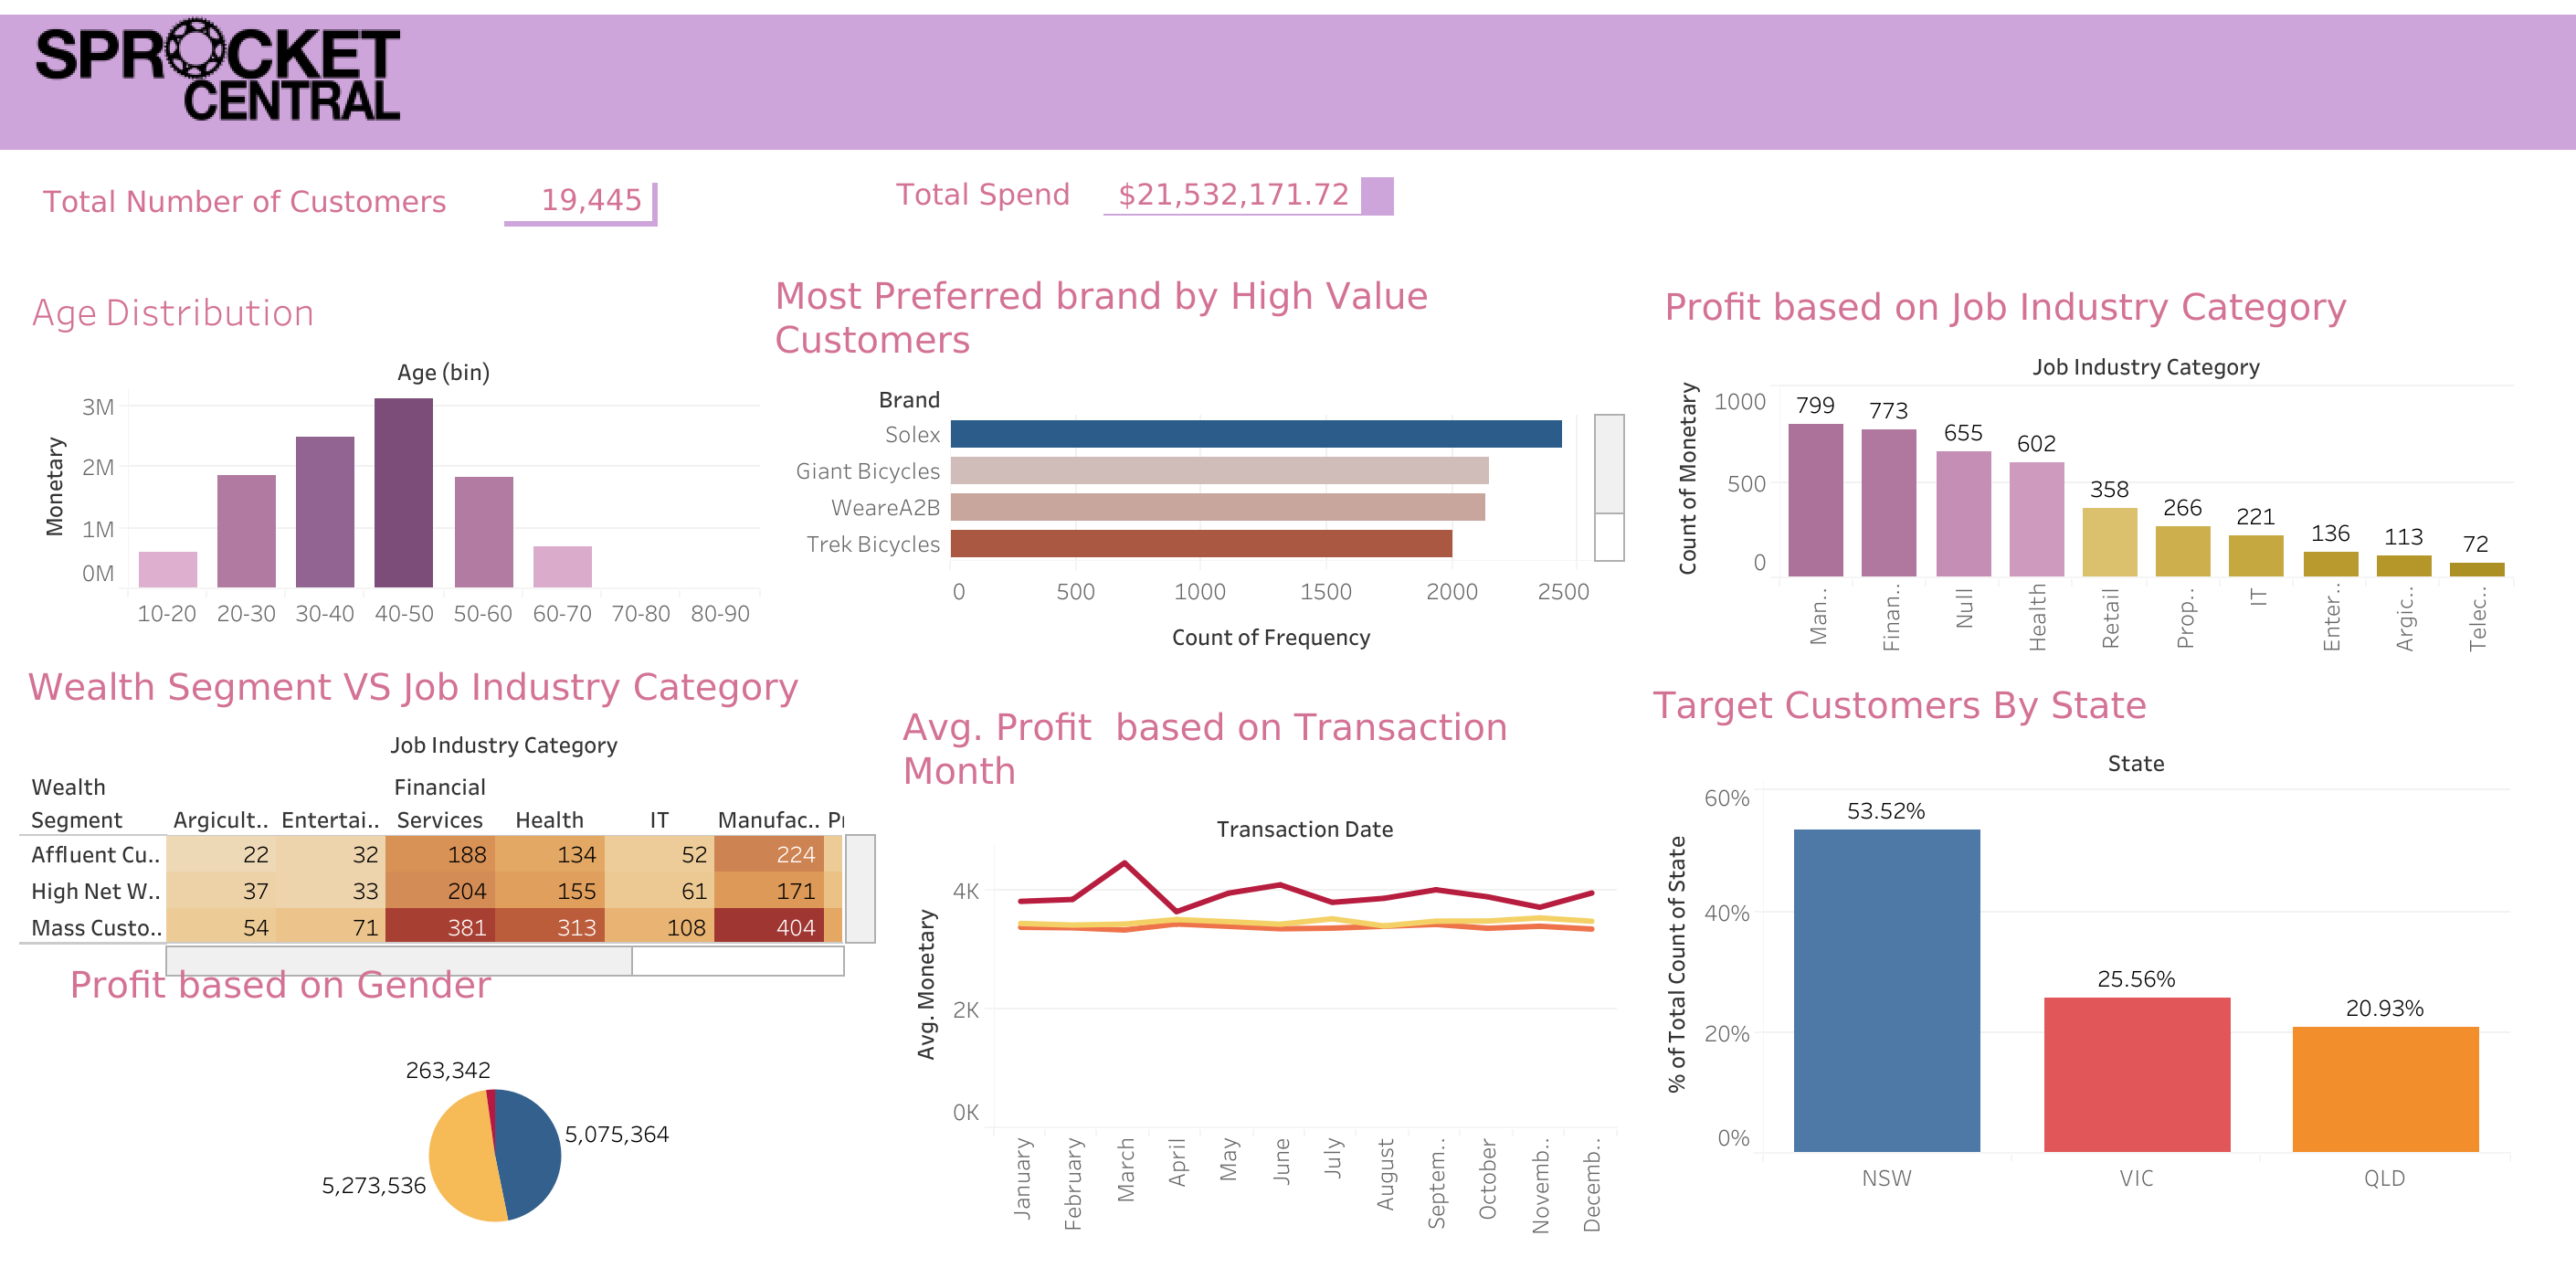 SPROCKET
CENTRAL
Total Number of Customers 19,445
Total Spend $21,532,171.72
Age Distribution
Age (bin)
Monetary
3M
2M
1M
0M
10-20 20-30 30-40 40-50 50-60 60-70 70-80 80-90
Most Preferred brand by High Value
Customers
Brand
Solex
Giant Bicycles
WeareA2B
Trek Bicycles
0 500 1000 1500 2000 2500
Count of Frequency
Profit based on Job Industry Category
Job Industry Category
Count of Monetary
1000
500
0
799 773 655 602 358 266 221 136 113 72
Man.. Finan.. Null Health Retail Prop.. IT Enter.. Argic.. Telec..
Wealth Segment VS Job Industry Category
Job Industry Category
Wealth Financial
Segment Argicult.. Entertai.. Services Health IT Manufac.. Pr
Affluent Cu.. 22 32 188 134 52 224
High Net W.. 37 33 204 155 61 171
Mass Custo.. 54 71 381 313 108 404
Profit based on Gender
263,342
5,075,364
5,273,536
Avg. Profit  based on Transaction
Month
Transaction Date
Avg. Monetary
4K
2K
0K
January February March April May June July August Septem.. October Novemb.. Decemb..
Target Customers By State
State
% of Total Count of State
60%
40%
20%
0%
53.52%
25.56%
20.93%
NSW VIC QLD